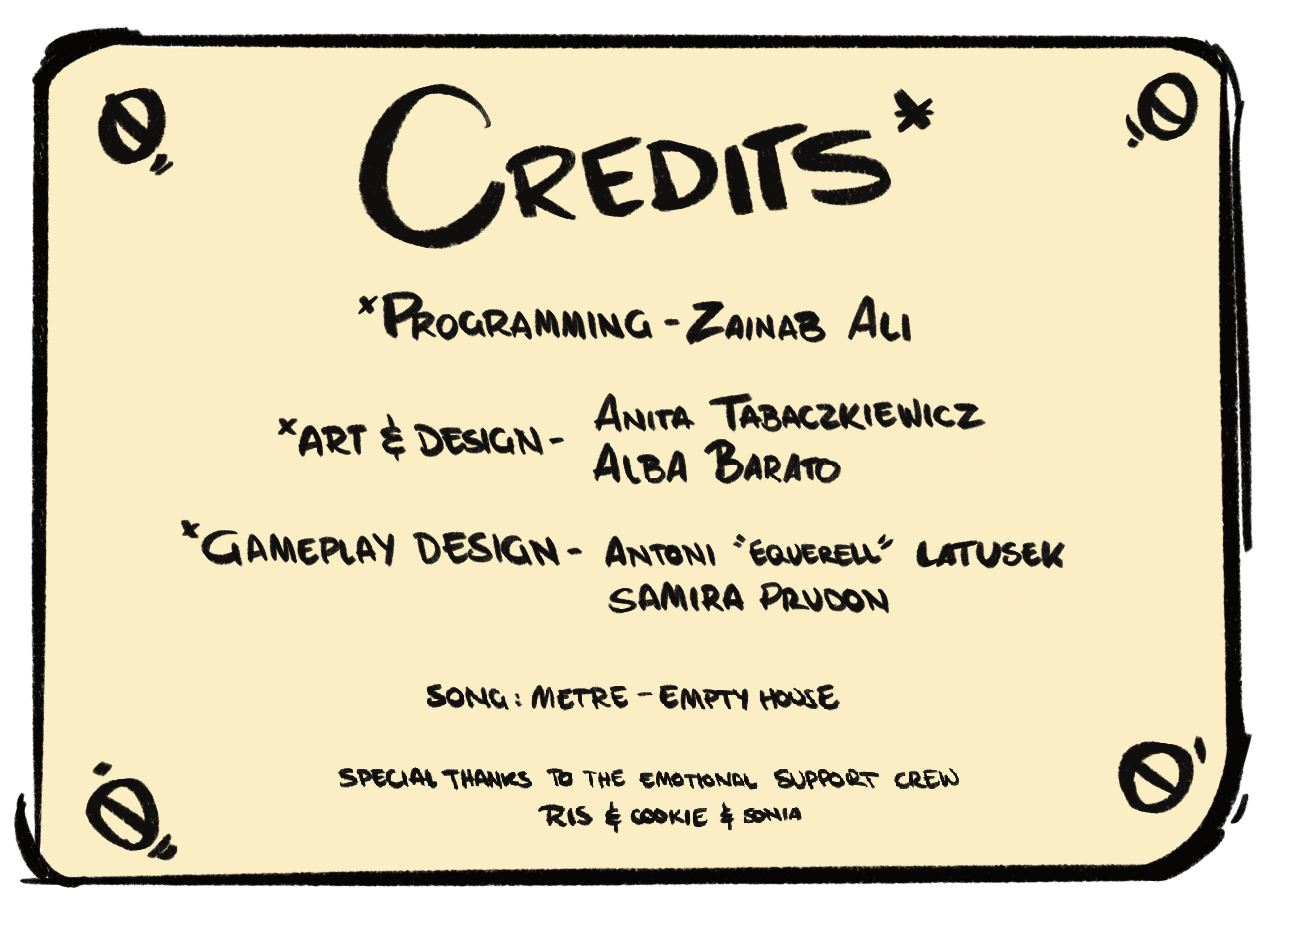 CREDITS*
*PROGRAMMING - ZAINAB ALI
*ART & DESIGN - ANITA TABACZKIEWICZ
ALBA BARATO
*GAMEPLAY DESIGN - ANTONI "EQUERELL" LATUSEK
SAMIRA PRUDON
SONG: METRE - EMPTY HOUSE
SPECIAL THANKS TO THE EMOTIONAL SUPPORT CREW
RIS & COOKIE & SONIA